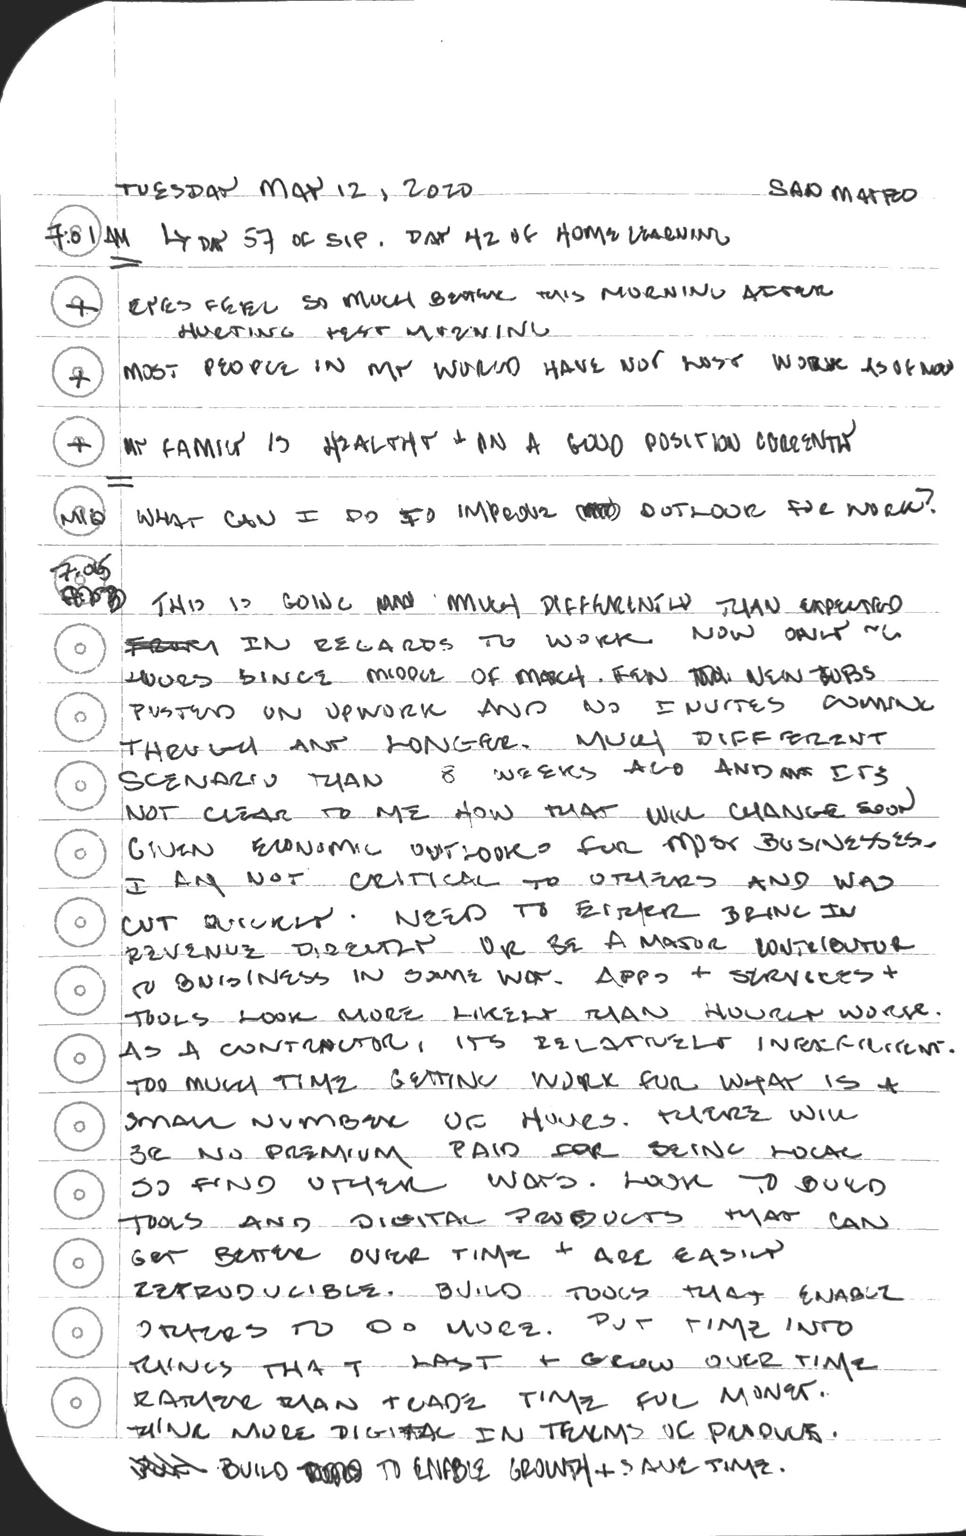 TUESDAY MAY 12, 2020 SAN MATEO
7:01 AM ↳ DAY 57 OF SIP. DAY 42 OF HOME LEARNING
+ EYES FEEL SO MUCH BETTER THIS MORNING AFTER
HURTING YEST MORNING
+ MOST PEOPLE IN MY WORLD HAVE NOT LOST WORK AS OF NOW
+ MY FAMILY IS HEALTHY + IN A GOOD POSITION CURRENTLY
MIQ WHAT CAN I DO TO IMPROVE OUTLOOK FOR WORK?
7:05
THIS IS GOING MUCH DIFFERENTLY THAN EXPECTED
IN REGARDS TO WORK. NOW ONLY ~6
HOURS SINCE MIDDLE OF MARCH. FEW NEW JOBS
POSTED ON UPWORK AND NO INVITES COMING
THROUGH ANY LONGER. MUCH DIFFERENT
SCENARIO THAN 8 WEEKS AGO AND ITS
NOT CLEAR TO ME HOW THAT WILL CHANGE SOON
GIVEN ECONOMIC OUTLOOKS FOR MOST BUSINESSES.
I AM NOT CRITICAL TO OTHERS AND WAS
CUT QUICKLY. NEED TO EITHER BRING IN
REVENUE DIRECTLY OR BE A MAJOR CONTRIBUTOR
TO BUISINESS IN SOME WAY. APPS + SERVICES +
TOOLS LOOK MORE LIKELY THAN HOURLY WORK.
AS A CONTRACTOR, ITS RELATIVELY INEFFICIENT.
TOO MUCH TIME GETTING WORK FOR WHAT IS A
SMALL NUMBER OF HOURS. THERE WILL
BE NO PREMIUM PAID FOR BEING LOCAL
SO FIND OTHER WAYS. LOOK TO BUILD
TOOLS AND DIGITAL PRODUCTS THAT CAN
GET BETTER OVER TIME + ARE EASILY
REPRODUCIBLE. BUILD TOOLS THAT ENABLE
OTHERS TO DO MORE. PUT TIME INTO
THINGS THAT LAST + GROW OVER TIME
RATHER THAN TRADE TIME FOR MONEY.
THINK MORE DIGITAL IN TERMS OF PRODUCT.
BUILD TO ENABLE GROWTH + SAVE TIME.